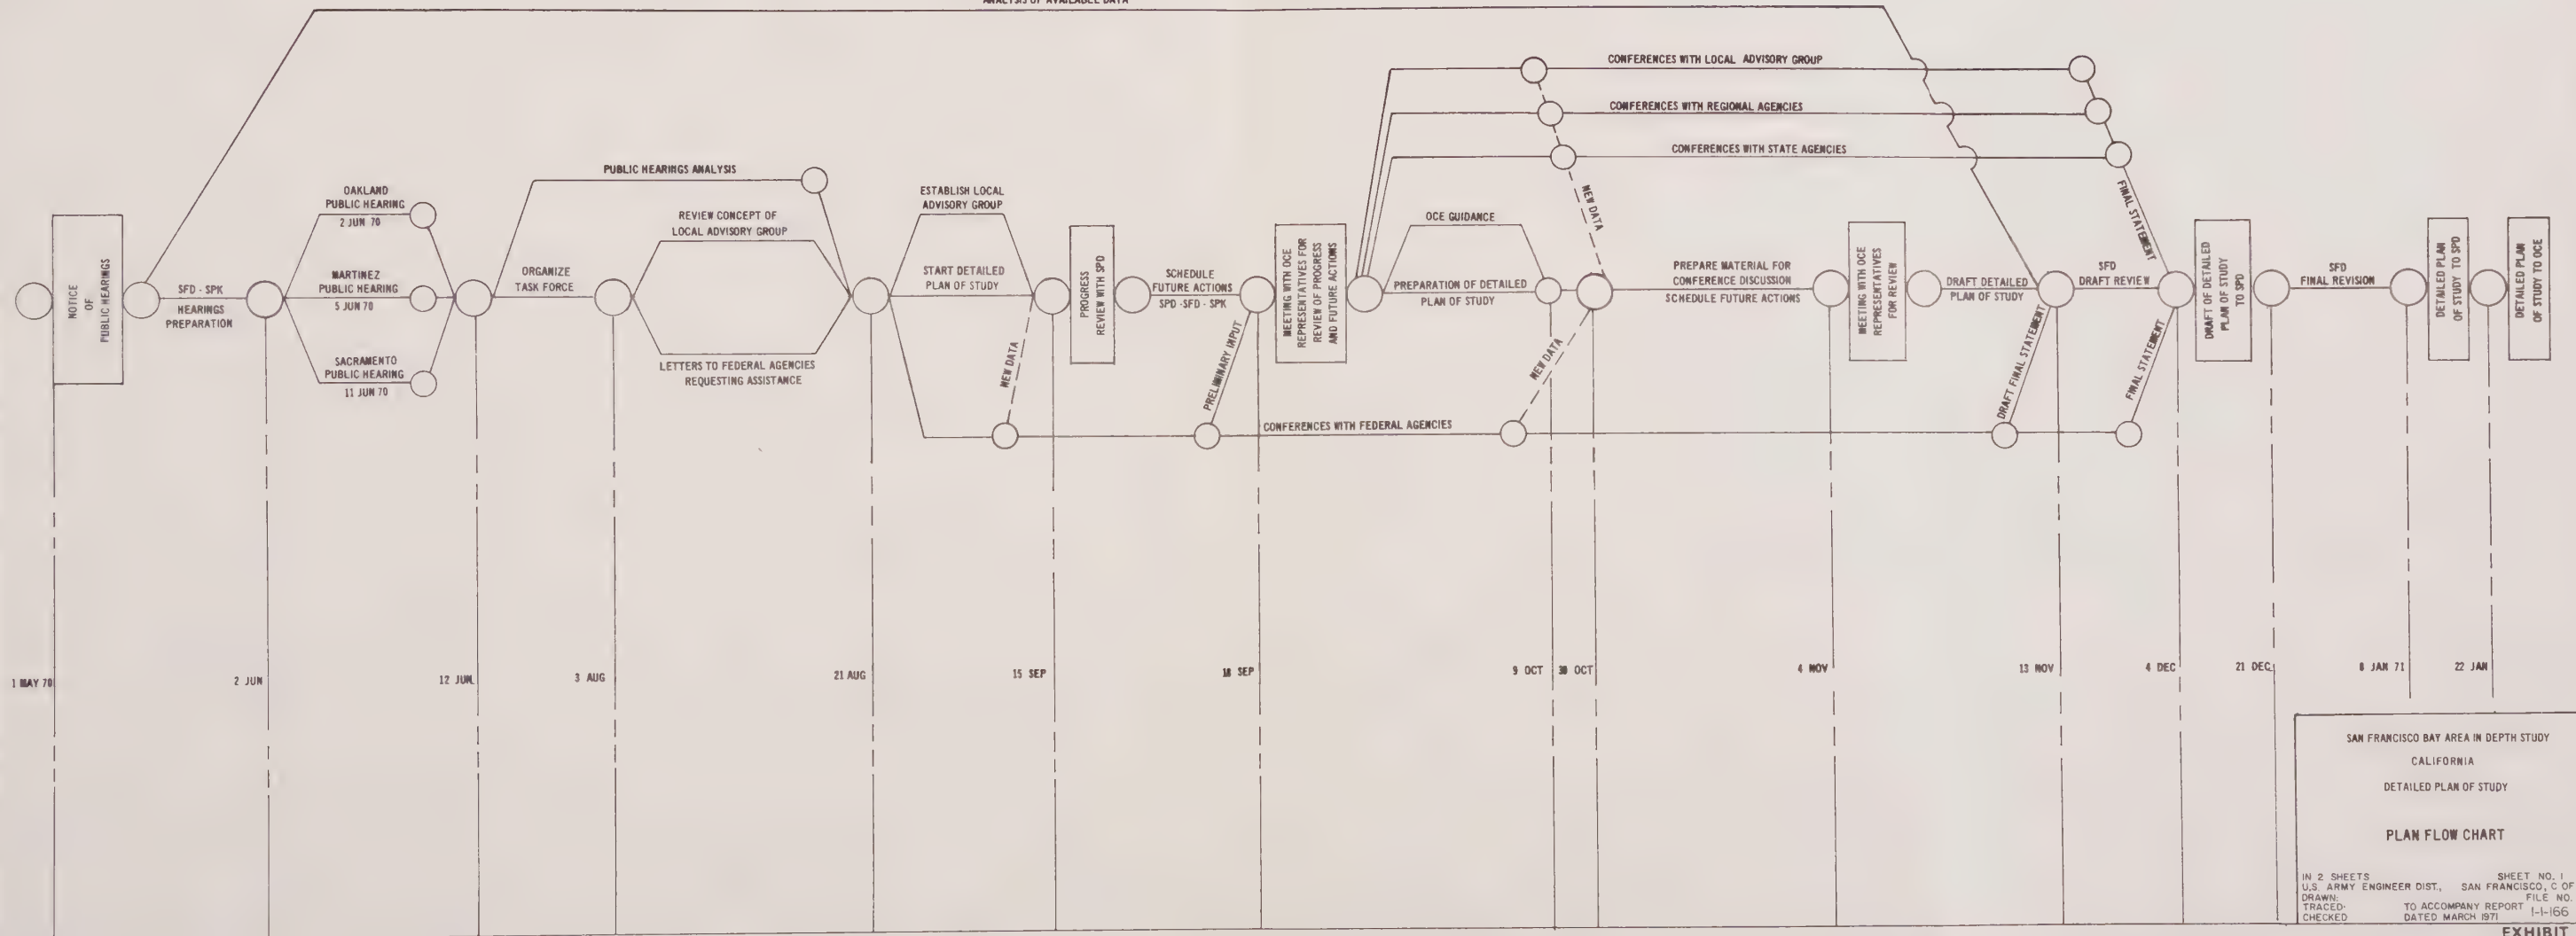 ANALYSIS OF AVAILABLE DATA
CONFERENCES WITH LOCAL ADVISORY GROUP
CONFERENCES WITH REGIONAL AGENCIES
CONFERENCES WITH STATE AGENCIES
NOTICE
OF
PUBLIC HEARINGS
SFD - SPK
HEARINGS
PREPARATION
OAKLAND
PUBLIC HEARING
2 JUN 70
MARTINEZ
PUBLIC HEARING
5 JUN 70
SACRAMENTO
PUBLIC HEARING
11 JUN 70
PUBLIC HEARINGS ANALYSIS
ORGANIZE
TASK FORCE
REVIEW CONCEPT OF
LOCAL ADVISORY GROUP
LETTERS TO FEDERAL AGENCIES
REQUESTING ASSISTANCE
ESTABLISH LOCAL
ADVISORY GROUP
START DETAILED
PLAN OF STUDY
NEW DATA
PROGRESS
REVIEW WITH SPD
SCHEDULE
FUTURE ACTIONS
SPD - SFD - SPK
PRELIMINARY INPUT
MEETING WITH OCE
REPRESENTATIVES FOR
REVIEW OF PROGRESS
AND FUTURE ACTIONS
OCE GUIDANCE
PREPARATION OF DETAILED
PLAN OF STUDY
NEW DATA
NEW DATA
CONFERENCES WITH FEDERAL AGENCIES
PREPARE MATERIAL FOR
CONFERENCE DISCUSSION
SCHEDULE FUTURE ACTIONS
MEETING WITH OCE
REPRESENTATIVES
FOR REVIEW
DRAFT DETAILED
PLAN OF STUDY
DRAFT FINAL STATEMENT
SFD
DRAFT REVIEW
FINAL STATEMENT
FINAL STATEMENT
DRAFT OF DETAILED
PLAN OF STUDY
TO SPD
SFD
FINAL REVISION
DETAILED PLAN
OF STUDY TO SPD
DETAILED PLAN
OF STUDY TO OCE
1 MAY 70
2 JUN
12 JUN
3 AUG
21 AUG
15 SEP
18 SEP
9 OCT
30 OCT
4 NOV
13 NOV
4 DEC
21 DEC
8 JAN 71
22 JAN
SAN FRANCISCO BAY AREA IN DEPTH STUDY
CALIFORNIA
DETAILED PLAN OF STUDY
PLAN FLOW CHART
IN 2 SHEETS SHEET NO. 1
U.S. ARMY ENGINEER DIST., SAN FRANCISCO, C OF
DRAWN: FILE NO.
TRACED: TO ACCOMPANY REPORT 1-1-166
CHECKED DATED MARCH 1971
EXHIBIT